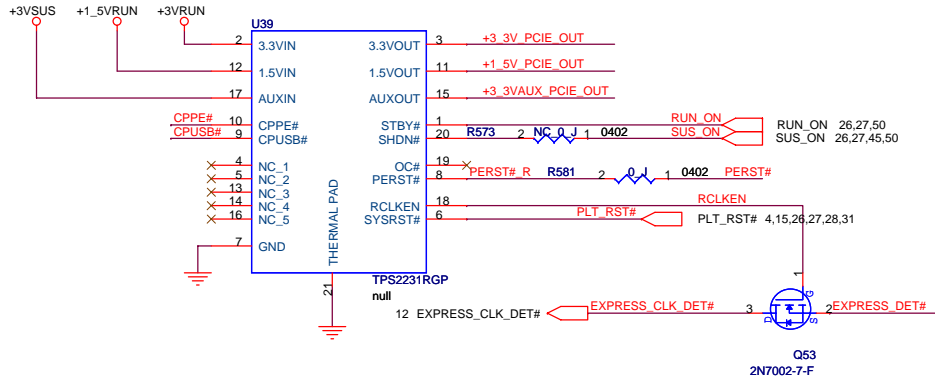 +3VSUS +1_5VRUN +3VRUN
U39
2 3.3VIN 3.3VOUT 3 +3_3V_PCIE_OUT
12 1.5VIN 1.5VOUT 11 +1_5V_PCIE_OUT
17 AUXIN AUXOUT 15 +3_3VAUX_PCIE_OUT
CPPE# 10 CPPE# STBY# 1 RUN_ON RUN_ON 26,27,50
CPUSB# 9 CPUSB# SHDN# 20 R573 2 NC_0_J 1 0402 SUS_ON SUS_ON 26,27,45,50
4 NC_1 OC# 19
5 NC_2 PERST# 8 PERST#_R R581 2 0_J 1 0402 PERST#
13 NC_3
14 NC_4 RCLKEN 18 RCLKEN
16 NC_5 SYSRST# 6 PLT_RST# PLT_RST# 4,15,26,27,28,31
7 GND
THERMAL PAD
21
TPS2231RGP
null
1
G
12 EXPRESS_CLK_DET# EXPRESS_CLK_DET# 3 D S 2 EXPRESS_DET#
Q53
2N7002-7-F